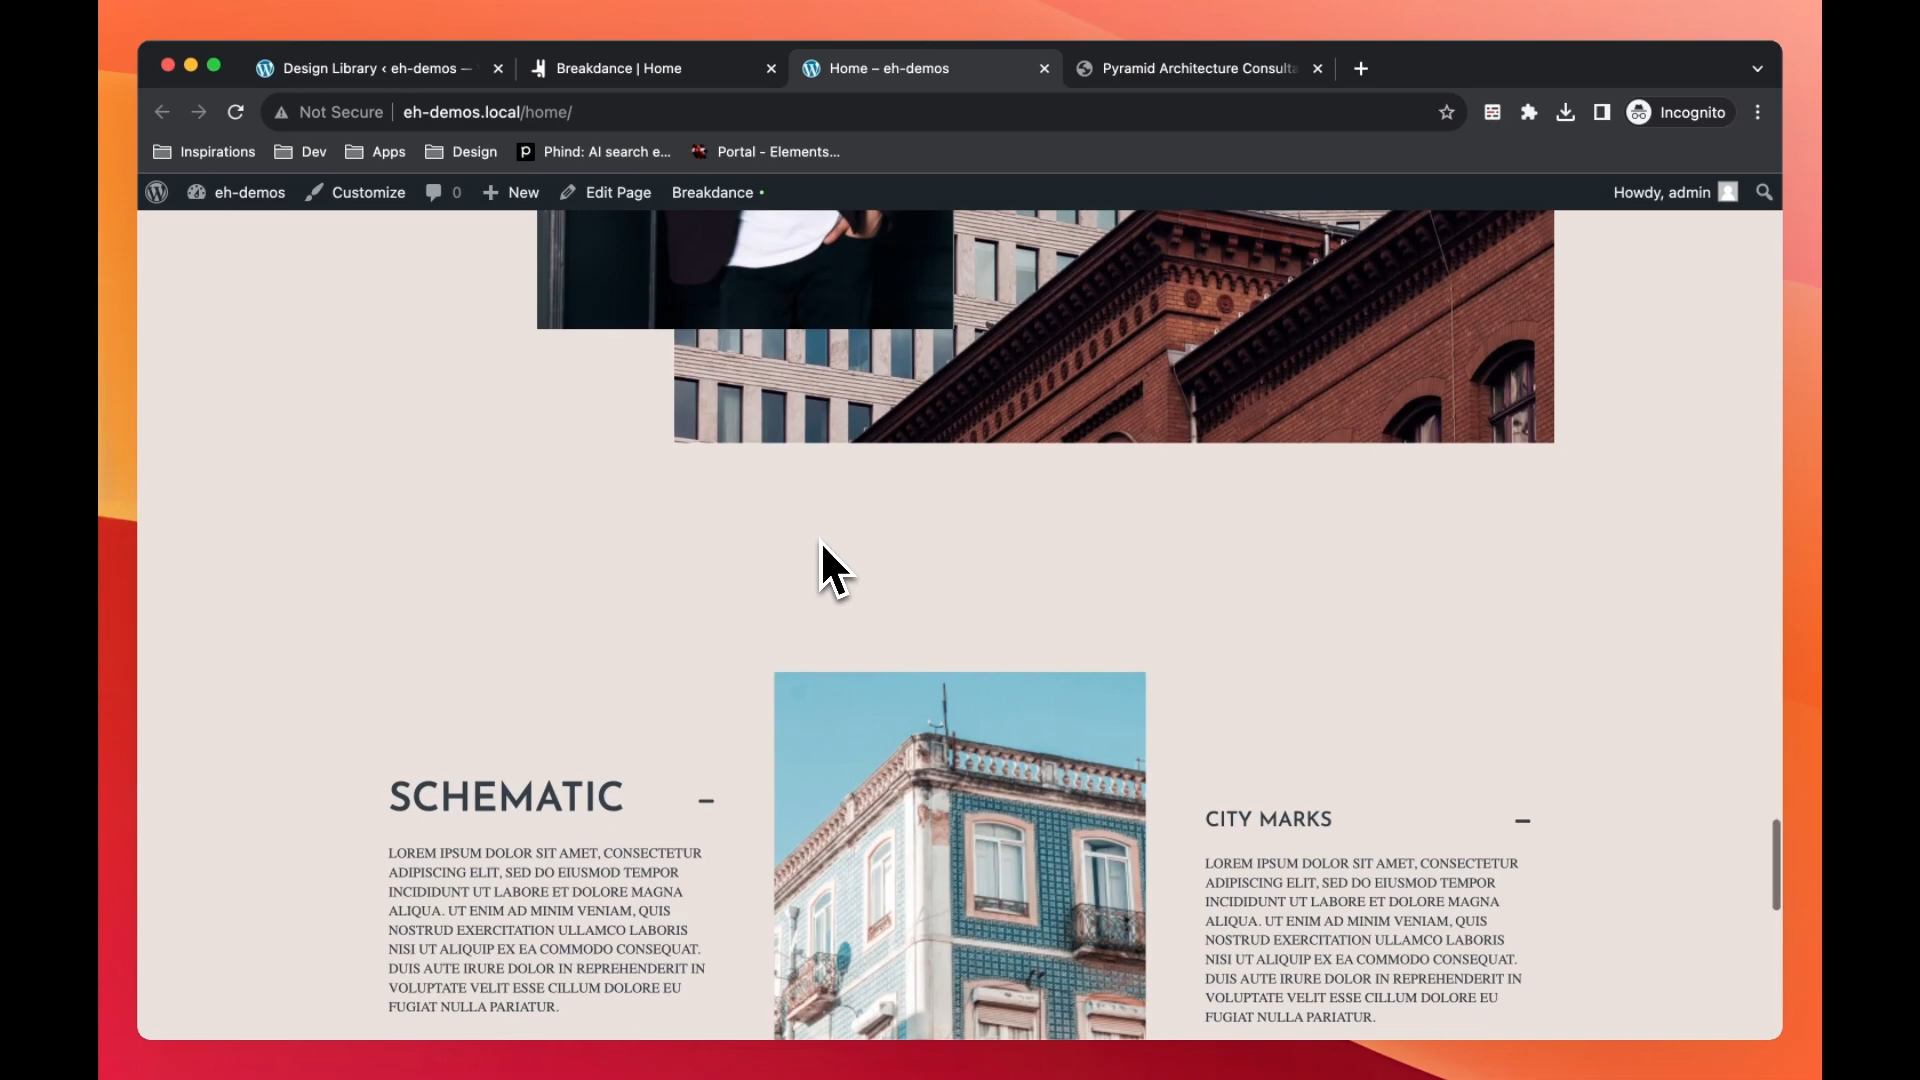 Design Library ‹ eh-demos —
Breakdance | Home
Home – eh-demos
Pyramid Architecture Consulta
Not Secure
eh-demos.local/home/
Incognito
Inspirations
Dev
Apps
Design
Phind: AI search e...
Portal - Elements...
eh-demos
Customize
0
New
Edit Page
Breakdance
Howdy, admin
SCHEMATIC
LOREM IPSUM DOLOR SIT AMET, CONSECTETUR
ADIPISCING ELIT, SED DO EIUSMOD TEMPOR
INCIDIDUNT UT LABORE ET DOLORE MAGNA
ALIQUA. UT ENIM AD MINIM VENIAM, QUIS
NOSTRUD EXERCITATION ULLAMCO LABORIS
NISI UT ALIQUIP EX EA COMMODO CONSEQUAT.
DUIS AUTE IRURE DOLOR IN REPREHENDERIT IN
VOLUPTATE VELIT ESSE CILLUM DOLORE EU
FUGIAT NULLA PARIATUR.
CITY MARKS
LOREM IPSUM DOLOR SIT AMET, CONSECTETUR
ADIPISCING ELIT, SED DO EIUSMOD TEMPOR
INCIDIDUNT UT LABORE ET DOLORE MAGNA
ALIQUA. UT ENIM AD MINIM VENIAM, QUIS
NOSTRUD EXERCITATION ULLAMCO LABORIS
NISI UT ALIQUIP EX EA COMMODO CONSEQUAT.
DUIS AUTE IRURE DOLOR IN REPREHENDERIT IN
VOLUPTATE VELIT ESSE CILLUM DOLORE EU
FUGIAT NULLA PARIATUR.